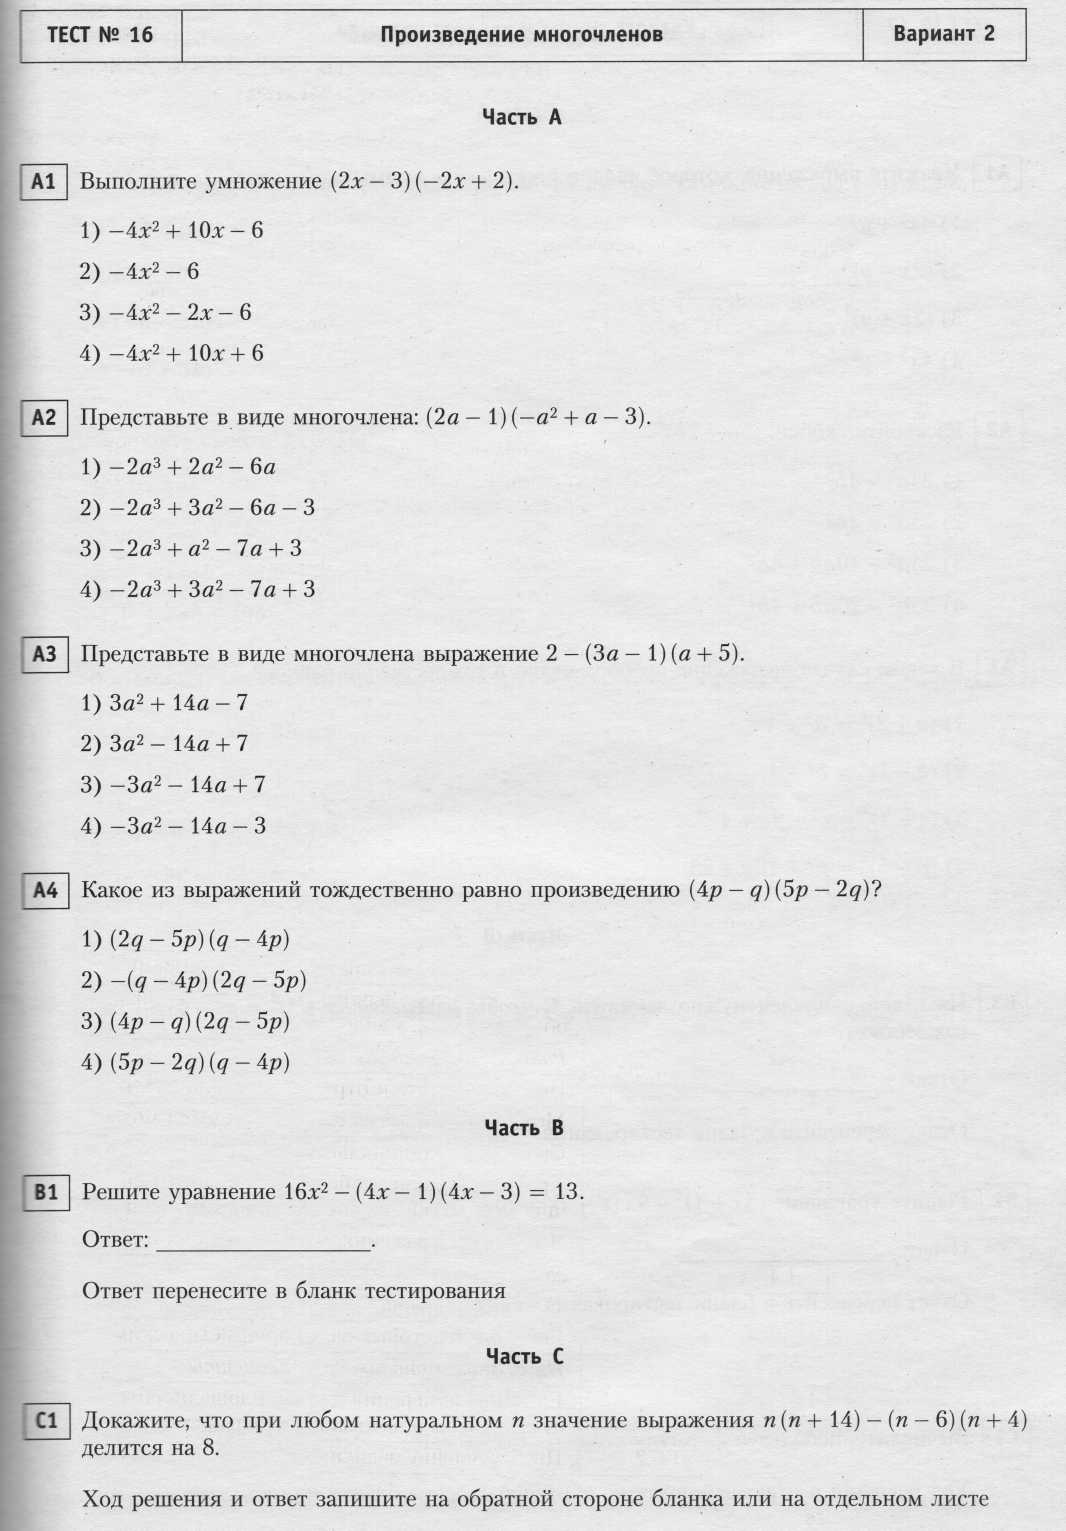 ТЕСТ № 16 Произведение многочленов Вариант 2
Часть А
А1 Выполните умножение (2x − 3)(−2x + 2).
1) −4x² + 10x − 6
2) −4x² − 6
3) −4x² − 2x − 6
4) −4x² + 10x + 6
А2 Представьте в виде многочлена: (2a − 1)(−a² + a − 3).
1) −2a³ + 2a² − 6a
2) −2a³ + 3a² − 6a − 3
3) −2a³ + a² − 7a + 3
4) −2a³ + 3a² − 7a + 3
А3 Представьте в виде многочлена выражение 2 − (3a − 1)(a + 5).
1) 3a² + 14a − 7
2) 3a² − 14a + 7
3) −3a² − 14a + 7
4) −3a² − 14a − 3
А4 Какое из выражений тождественно равно произведению (4p − q)(5p − 2q)?
1) (2q − 5p)(q − 4p)
2) −(q − 4p)(2q − 5p)
3) (4p − q)(2q − 5p)
4) (5p − 2q)(q − 4p)
Часть В
В1 Решите уравнение 16x² − (4x − 1)(4x − 3) = 13.
Ответ: ____________________.
Ответ перенесите в бланк тестирования
Часть С
С1 Докажите, что при любом натуральном n значение выражения n(n + 14) − (n − 6)(n + 4)
делится на 8.
Ход решения и ответ запишите на обратной стороне бланка или на отдельном листе